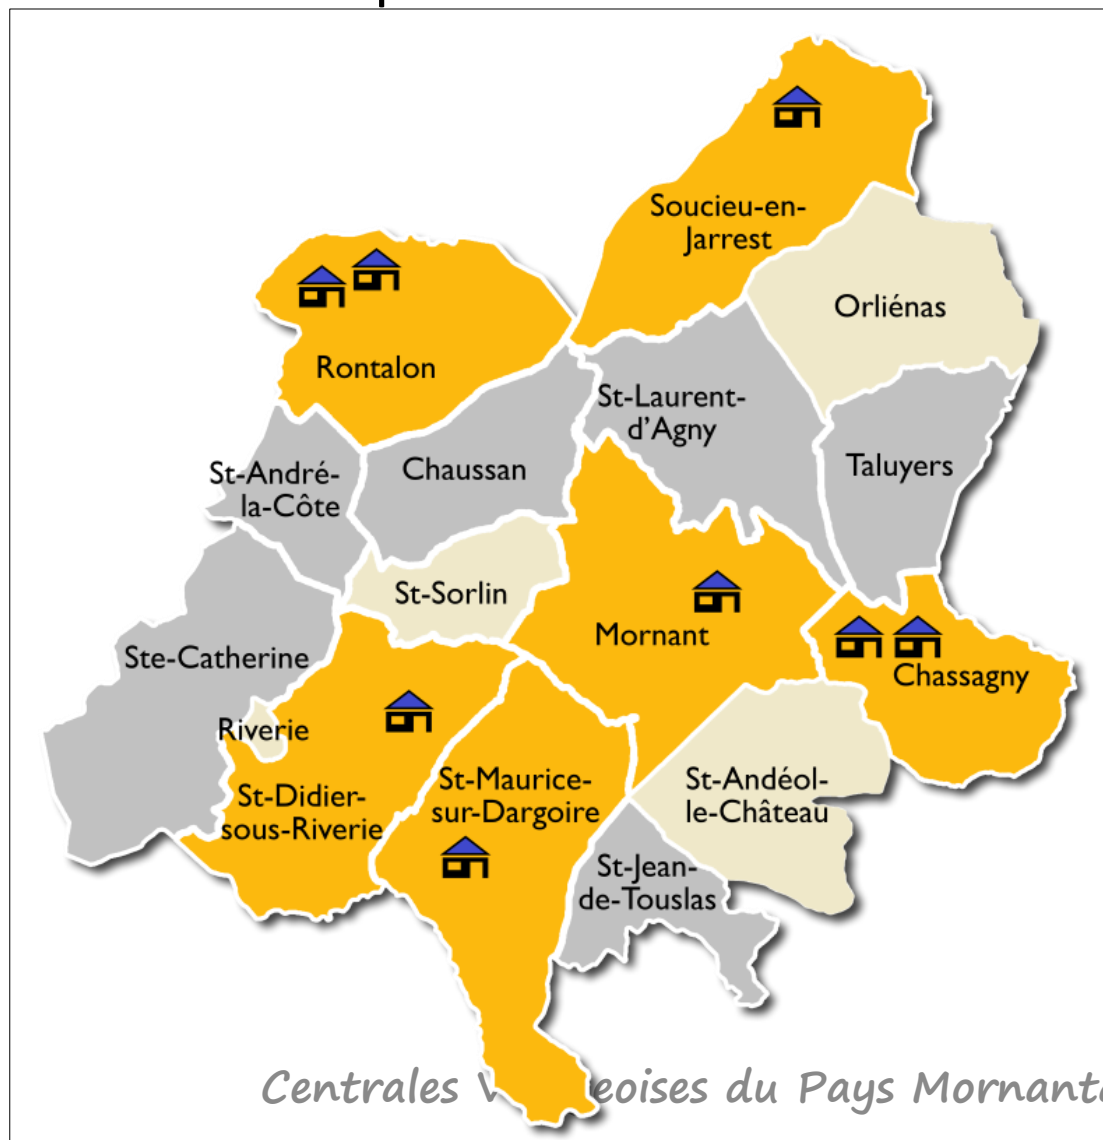 Soucieu-en-
Jarrest
Orliénas
Rontalon
St-Laurent-
d'Agny
St-André-
la-Côte
Chaussan
Taluyers
St-Sorlin
Mornant
Ste-Catherine
Chassagny
Riverie
St-Didier-
sous-Riverie
St-Maurice-
sur-Dargoire
St-Andéol-
le-Château
St-Jean-
de-Touslas
Centrales du Pays